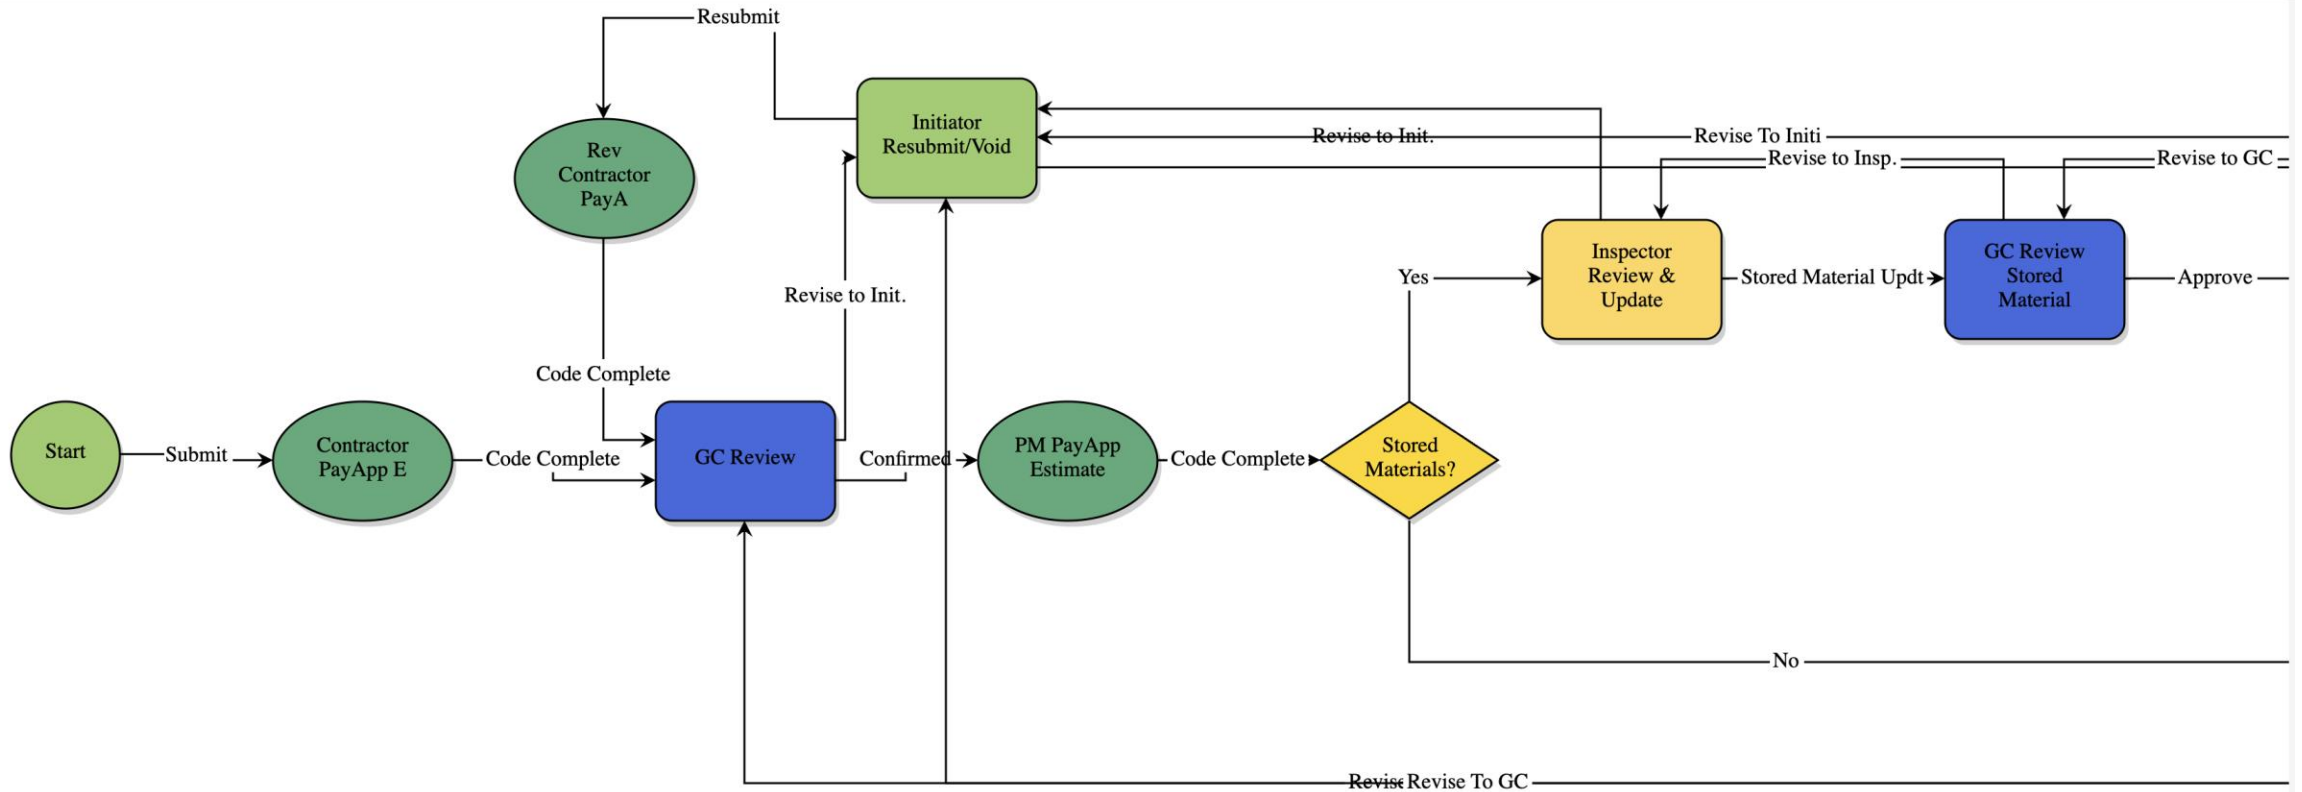 Resubmit
Initiator
Resubmit/Void
Revise to Init.
Revise To Initi
Revise to Insp.
Revise to GC
Rev
Contractor
PayA
Inspector
Review &
Update
GC Review
Stored
Material
Yes
Stored Material Updt
Approve
Revise to Init.
Code Complete
Start
Submit
Contractor
PayApp E
Code Complete
GC Review
Confirmed
PM PayApp
Estimate
Code Complete
Stored
Materials?
No
Revise To GC